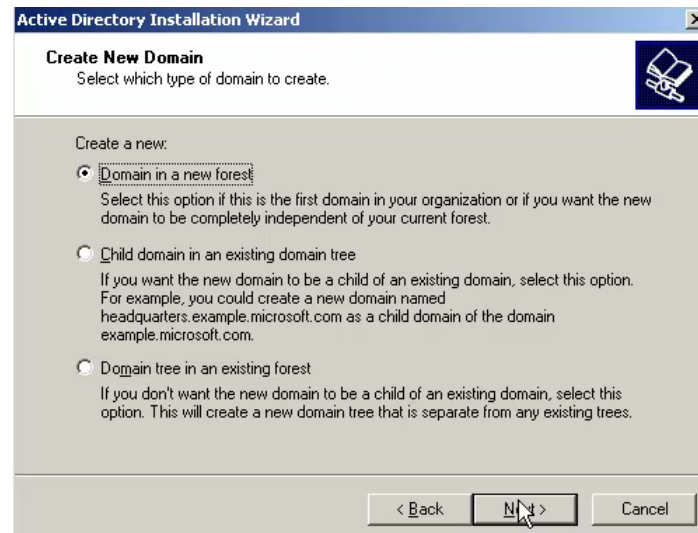 Active Directory Installation Wizard
Create New Domain
Select which type of domain to create.
Create a new:
Domain in a new forest
Select this option if this is the first domain in your organization or if you want the new
domain to be completely independent of your current forest.
Child domain in an existing domain tree
If you want the new domain to be a child of an existing domain, select this option.
For example, you could create a new domain named
headquarters.example.microsoft.com as a child domain of the domain
example.microsoft.com.
Domain tree in an existing forest
If you don't want the new domain to be a child of an existing domain, select this
option. This will create a new domain tree that is separate from any existing trees.
< Back
Next >
Cancel